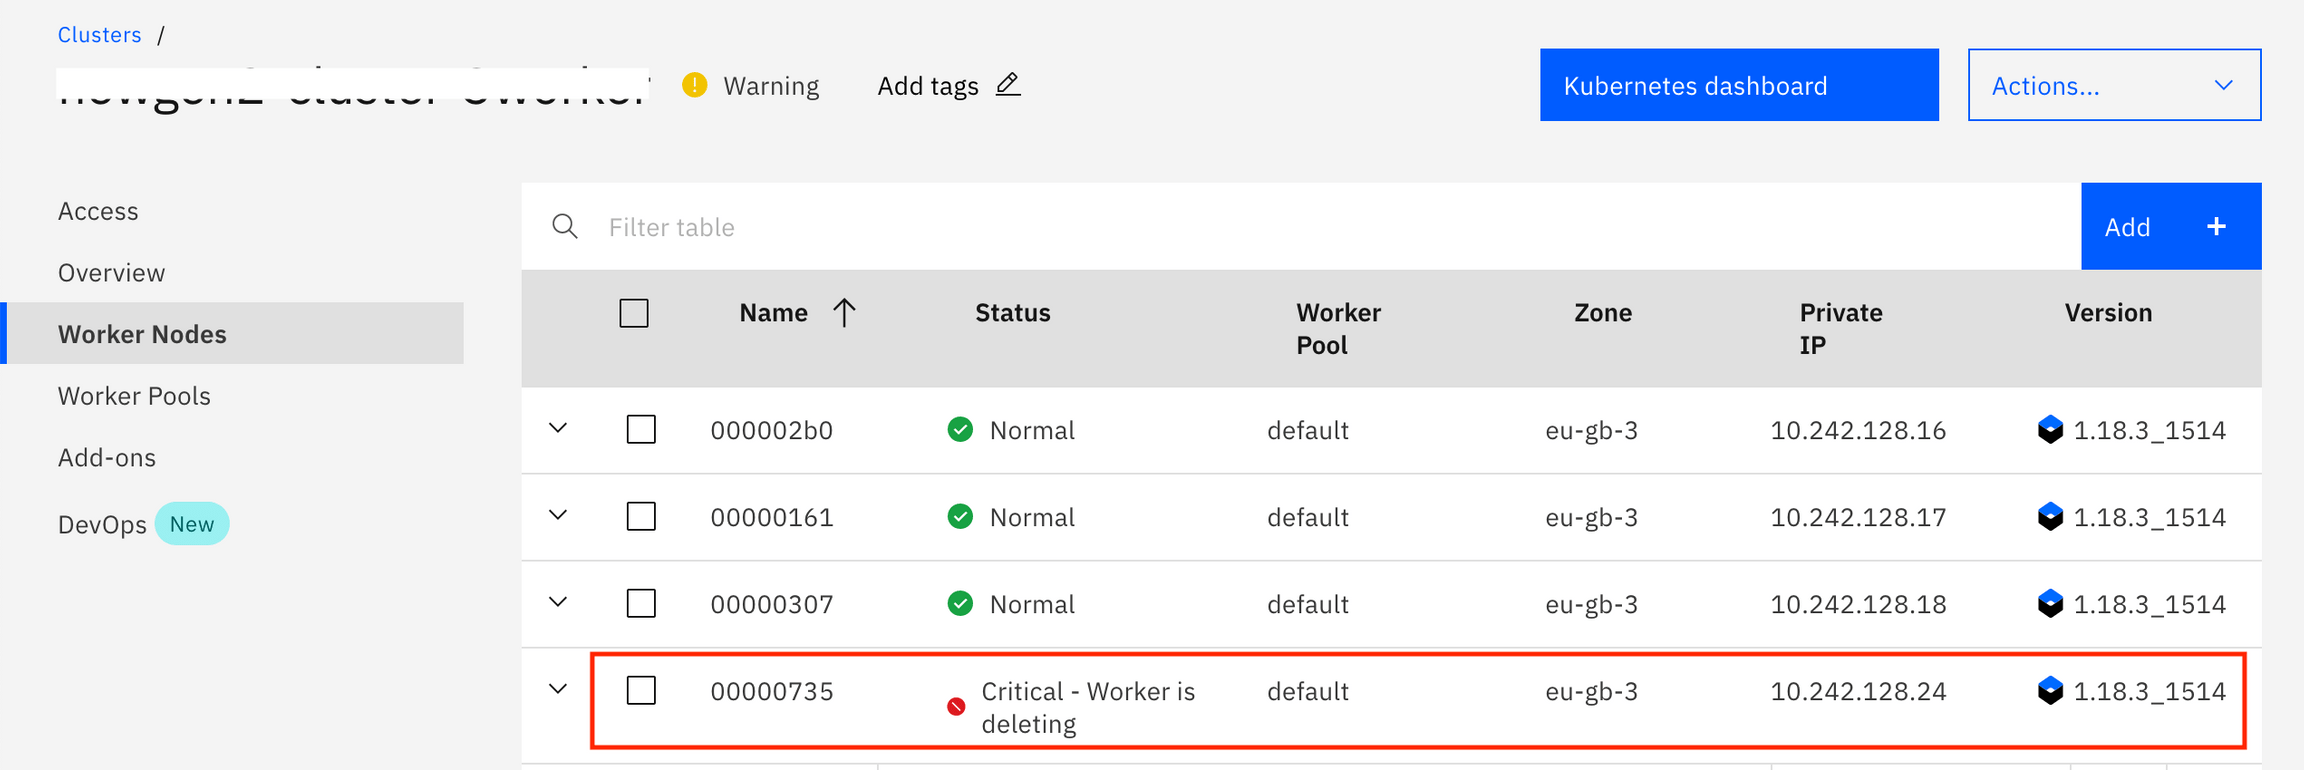 Clusters /
Warning
Add tags
Kubernetes dashboard
Actions...
Access
Overview
Worker Nodes
Worker Pools
Add-ons
DevOps New
Filter table
Add +
Name Status Worker Pool Zone Private IP Version
000002b0 Normal default eu-gb-3 10.242.128.16 1.18.3_1514
00000161 Normal default eu-gb-3 10.242.128.17 1.18.3_1514
00000307 Normal default eu-gb-3 10.242.128.18 1.18.3_1514
00000735 Critical - Worker is deleting default eu-gb-3 10.242.128.24 1.18.3_1514